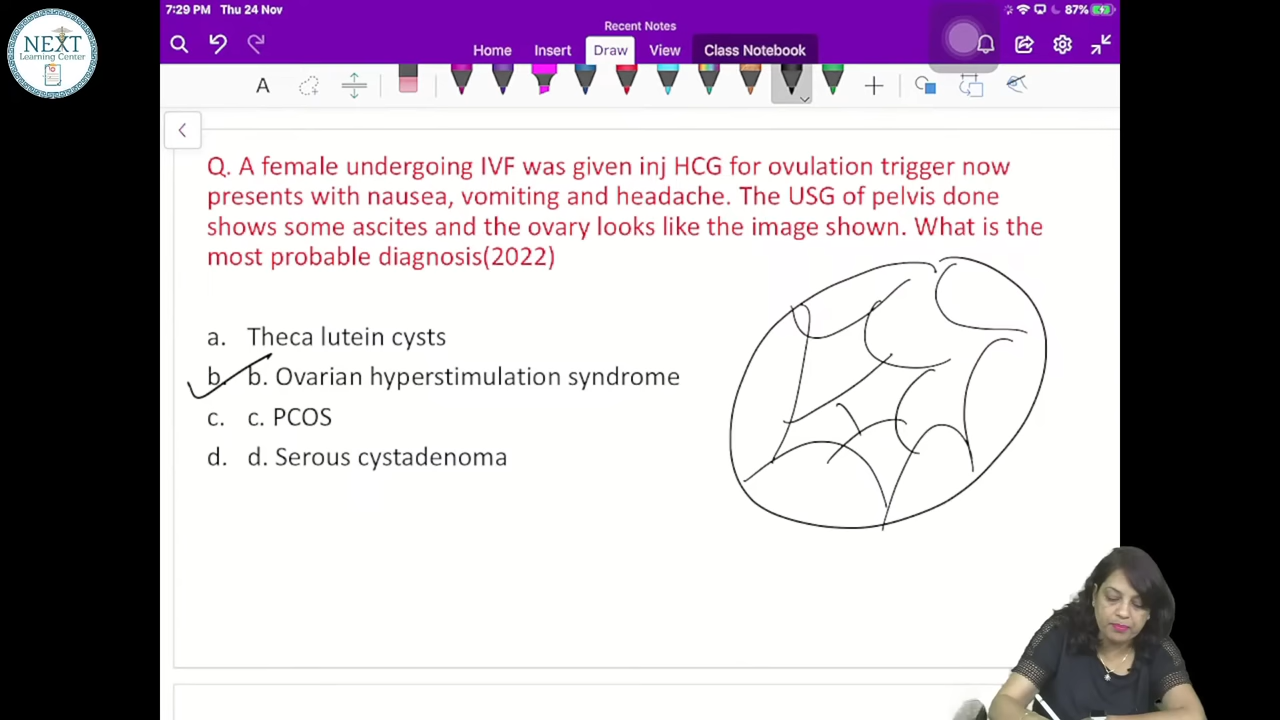 7:29 PM Thu 24 Nov
87%
Recent Notes
NEXT
Learning Center
Home Insert Draw View Class Notebook
A
Q. A female undergoing IVF was given inj HCG for ovulation trigger now
presents with nausea, vomiting and headache. The USG of pelvis done
shows some ascites and the ovary looks like the image shown. What is the
most probable diagnosis(2022)
a. Theca lutein cysts
b. b. Ovarian hyperstimulation syndrome
c. c. PCOS
d. d. Serous cystadenoma